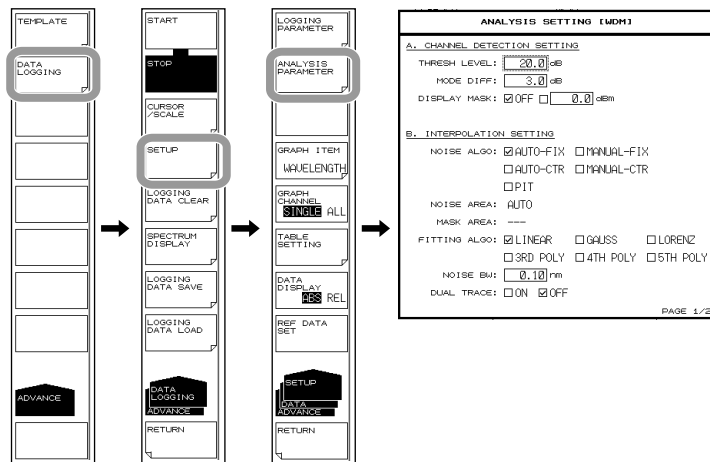 TEMPLATE
DATA
LOGGING
ADVANCE
START
STOP
CURSOR
/SCALE
SETUP
LOGGING
DATA CLEAR
SPECTRUM
DISPLAY
LOGGING
DATA SAVE
LOGGING
DATA LOAD
DATA
LOGGING
ADVANCE
RETURN
LOGGING
PARAMETER
ANALYSIS
PARAMETER
GRAPH ITEM
WAVELENGTH
GRAPH
CHANNEL
SINGLE ALL
TABLE
SETTING
DATA
DISPLAY
ABS REL
REF DATA
SET
SETUP
DATA
ADVANCE
RETURN
ANALYSIS SETTING [WDM]
A. CHANNEL DETECTION SETTING
THRESH LEVEL: 20.0 dB
MODE DIFF: 3.0 dB
DISPLAY MASK: ☑OFF ☐ 0.0 dBm
B. INTERPOLATION SETTING
NOISE ALGO: ☑AUTO-FIX ☐MANUAL-FIX
☐AUTO-CTR ☐MANUAL-CTR
☐PIT
NOISE AREA: AUTO
MASK AREA: ---
FITTING ALGO: ☑LINEAR ☐GAUSS ☐LORENZ
☐3RD POLY ☐4TH POLY ☐5TH POLY
NOISE BW: 0.10 nm
DUAL TRACE: ☐ON ☑OFF
PAGE 1/2